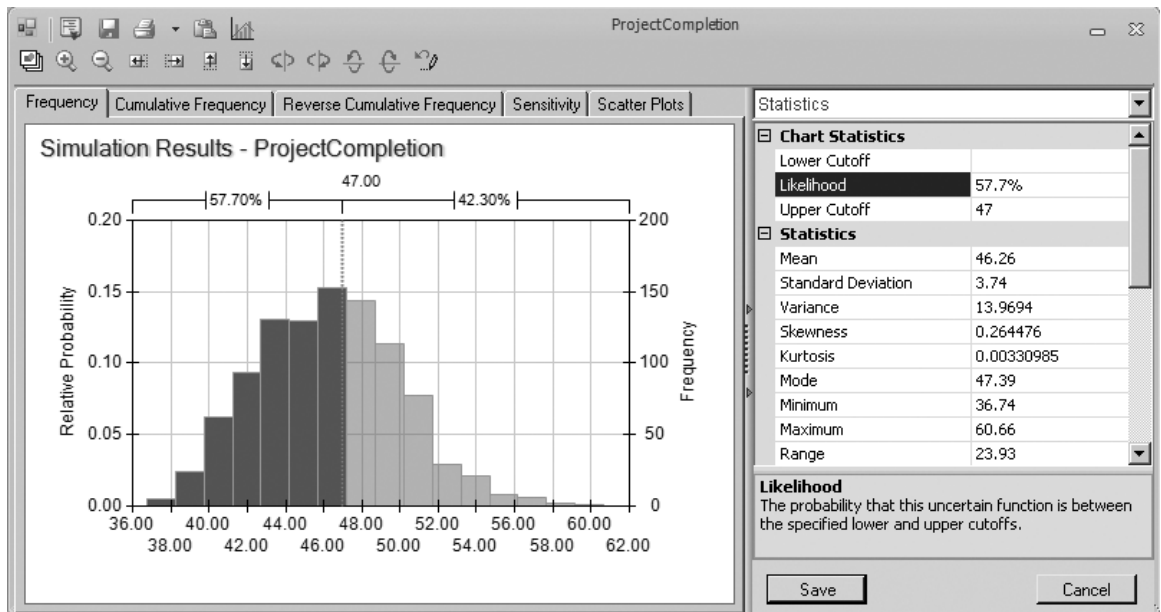 ProjectCompletion
Frequency Cumulative Frequency Reverse Cumulative Frequency Sensitivity Scatter Plots
Simulation Results - ProjectCompletion
47.00
57.70% 42.30%
0.20 200
0.15 150
0.10 100
0.05 50
0.00 0
Relative Probability
Frequency
36.00 40.00 44.00 48.00 52.00 56.00 60.00
38.00 42.00 46.00 50.00 54.00 58.00 62.00
Statistics
Chart Statistics
Lower Cutoff
Likelihood 57.7%
Upper Cutoff 47
Statistics
Mean 46.26
Standard Deviation 3.74
Variance 13.9694
Skewness 0.264476
Kurtosis 0.00330985
Mode 47.39
Minimum 36.74
Maximum 60.66
Range 23.93
Likelihood
The probability that this uncertain function is between
the specified lower and upper cutoffs.
Save Cancel